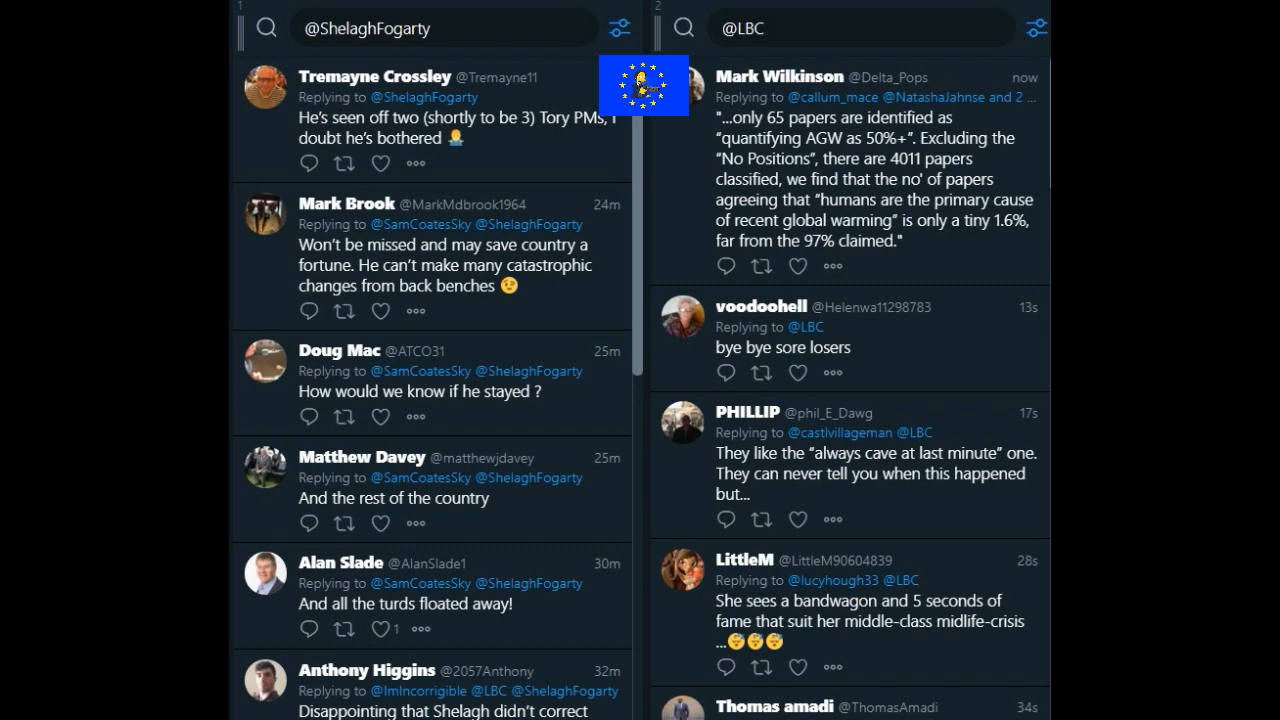 1
@ShelaghFogarty
Tremayne Crossley @Tremayne11
Replying to @ShelaghFogarty
He's seen off two (shortly to be 3) Tory PMs, I
doubt he's bothered
Mark Brook @MarkMdbrook1964 24m
Replying to @SamCoatesSky @ShelaghFogarty
Won't be missed and may save country a
fortune. He can't make many catastrophic
changes from back benches
Doug Mac @ATCO31 25m
Replying to @SamCoatesSky @ShelaghFogarty
How would we know if he stayed ?
Matthew Davey @matthewjdavey 25m
Replying to @SamCoatesSky @ShelaghFogarty
And the rest of the country
Alan Slade @AlanSlade1 30m
Replying to @SamCoatesSky @ShelaghFogarty
And all the turds floated away!
1
Anthony Higgins @2057Anthony 32m
Replying to @ImIncorrigible @LBC @ShelaghFogarty
Disappointing that Shelagh didn't correct
2
@LBC
Mark Wilkinson @Delta_Pops now
Replying to @callum_mace @NatashaJahnse and 2 ...
"...only 65 papers are identified as
“quantifying AGW as 50%+”. Excluding the
“No Positions”, there are 4011 papers
classified, we find that the no' of papers
agreeing that “humans are the primary cause
of recent global warming” is only a tiny 1.6%,
far from the 97% claimed."
voodoohell @Helenwa11298783 13s
Replying to @LBC
bye bye sore losers
PHILLIP @phil_E_Dawg 17s
Replying to @castlvillageman @LBC
They like the “always cave at last minute” one.
They can never tell you when this happened
but...
LittleM @LittleM90604839 28s
Replying to @lucyhough33 @LBC
She sees a bandwagon and 5 seconds of
fame that suit her middle-class midlife-crisis
...
Thomas amadi @ThomasAmadi 34s